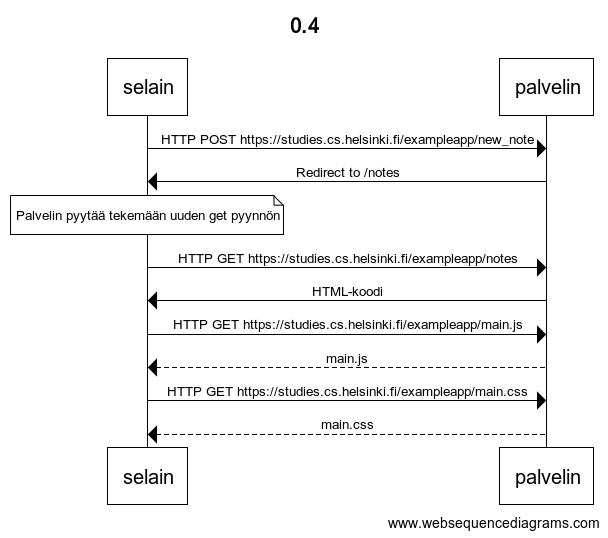 0.4
selain
palvelin
HTTP POST https://studies.cs.helsinki.fi/exampleapp/new_note
Redirect to /notes
Palvelin pyytää tekemään uuden get pyynnön
HTTP GET https://studies.cs.helsinki.fi/exampleapp/notes
HTML-koodi
HTTP GET https://studies.cs.helsinki.fi/exampleapp/main.js
main.js
HTTP GET https://studies.cs.helsinki.fi/exampleapp/main.css
main.css
selain
palvelin
www.websequencediagrams.com